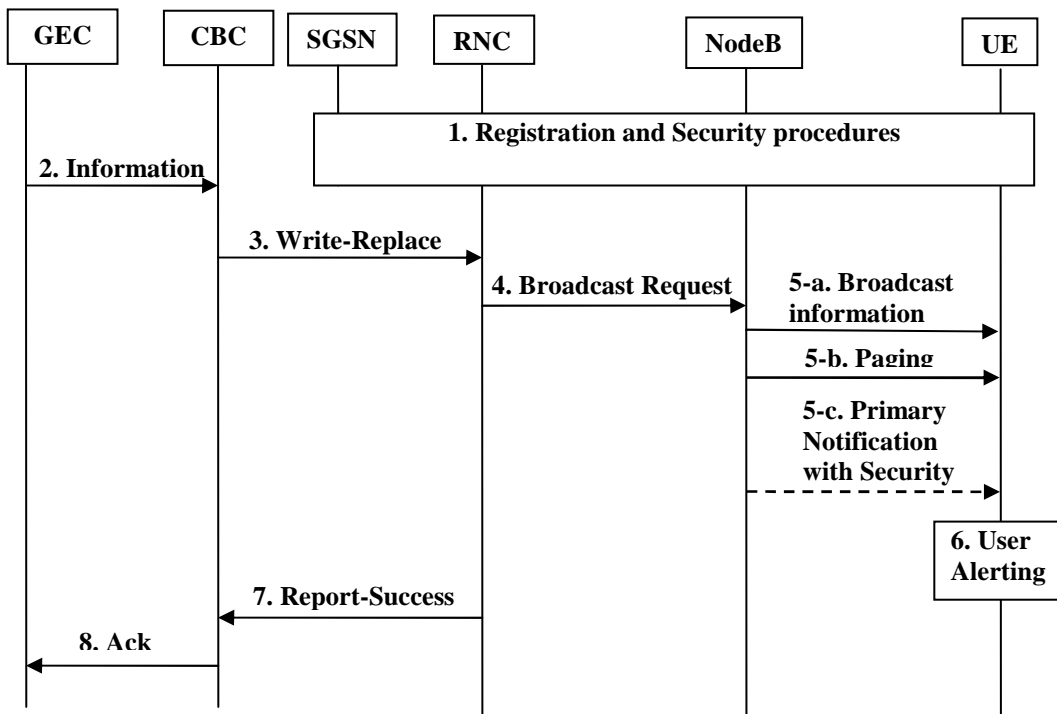 GEC
CBC
SGSN
RNC
NodeB
UE
1. Registration and Security procedures
2. Information
3. Write-Replace
4. Broadcast Request
5-a. Broadcast
information
5-b. Paging
5-c. Primary
Notification
with Security
6. User
Alerting
7. Report-Success
8. Ack